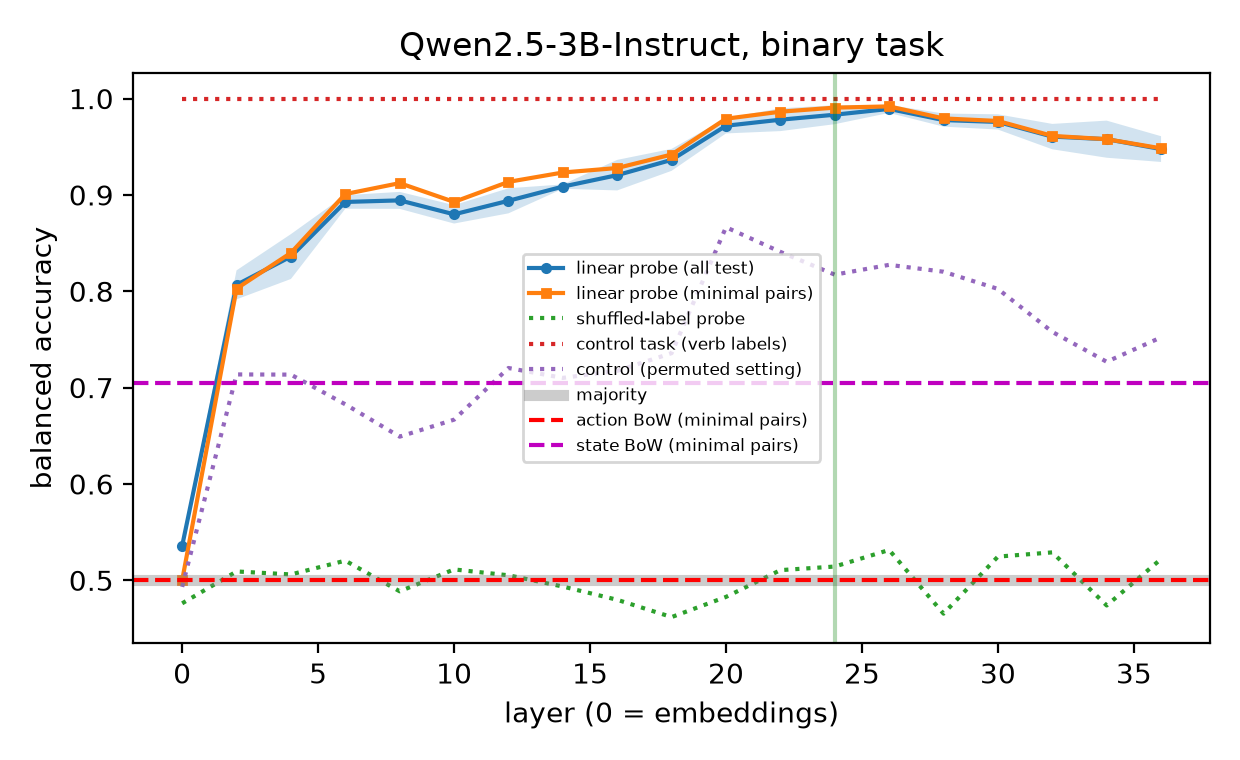 Qwen2.5-3B-Instruct, binary task
balanced accuracy
1.0
0.9
0.8
0.7
0.6
0.5
linear probe (all test)
linear probe (minimal pairs)
shuffled-label probe
control task (verb labels)
control (permuted setting)
majority
action BoW (minimal pairs)
state BoW (minimal pairs)
0 5 10 15 20 25 30 35
layer (0 = embeddings)